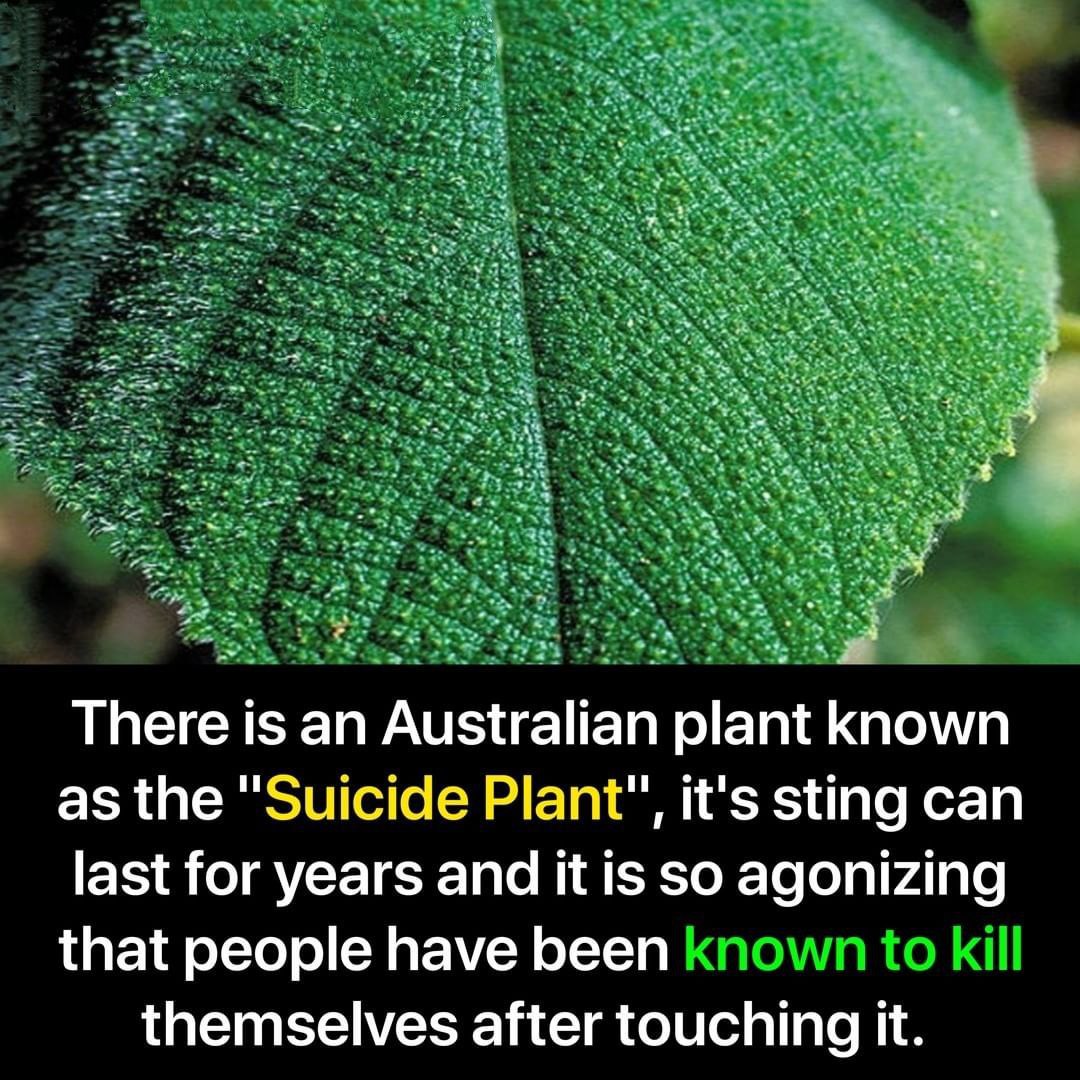 There is an Australian plant known
as the "Suicide Plant", it's sting can
last for years and it is so agonizing
that people have been known to kill
themselves after touching it.